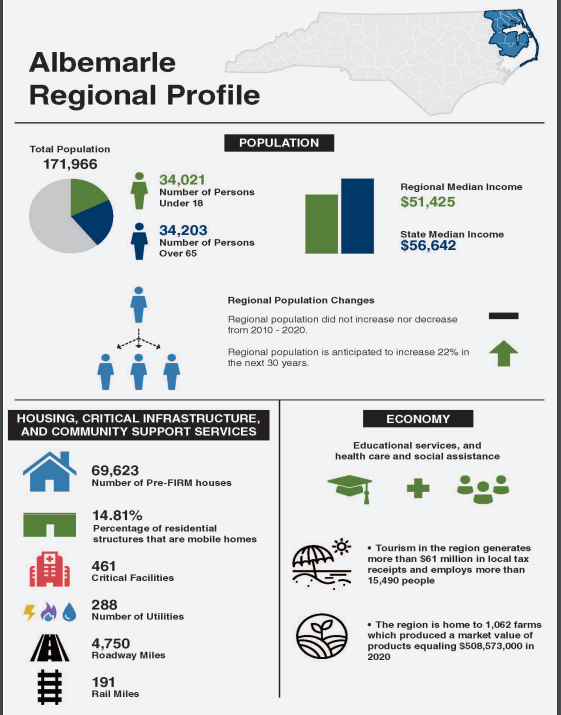 Albemarle
Regional Profile
POPULATION
Total Population
171,966
34,021
Number of Persons
Under 18
34,203
Number of Persons
Over 65
Regional Median Income
$51,425
State Median Income
$56,642
Regional Population Changes
Regional population did not increase nor decrease
from 2010 - 2020.
Regional population is anticipated to increase 22% in
the next 30 years.
HOUSING, CRITICAL INFRASTRUCTURE,
AND COMMUNITY SUPPORT SERVICES
69,623
Number of Pre-FIRM houses
14.81%
Percentage of residential
structures that are mobile homes
461
Critical Facilities
288
Number of Utilities
4,750
Roadway Miles
191
Rail Miles
ECONOMY
Educational services, and
health care and social assistance
• Tourism in the region generates
more than $61 million in local tax
receipts and employs more than
15,490 people
• The region is home to 1,062 farms
which produced a market value of
products equaling $508,573,000 in
2020